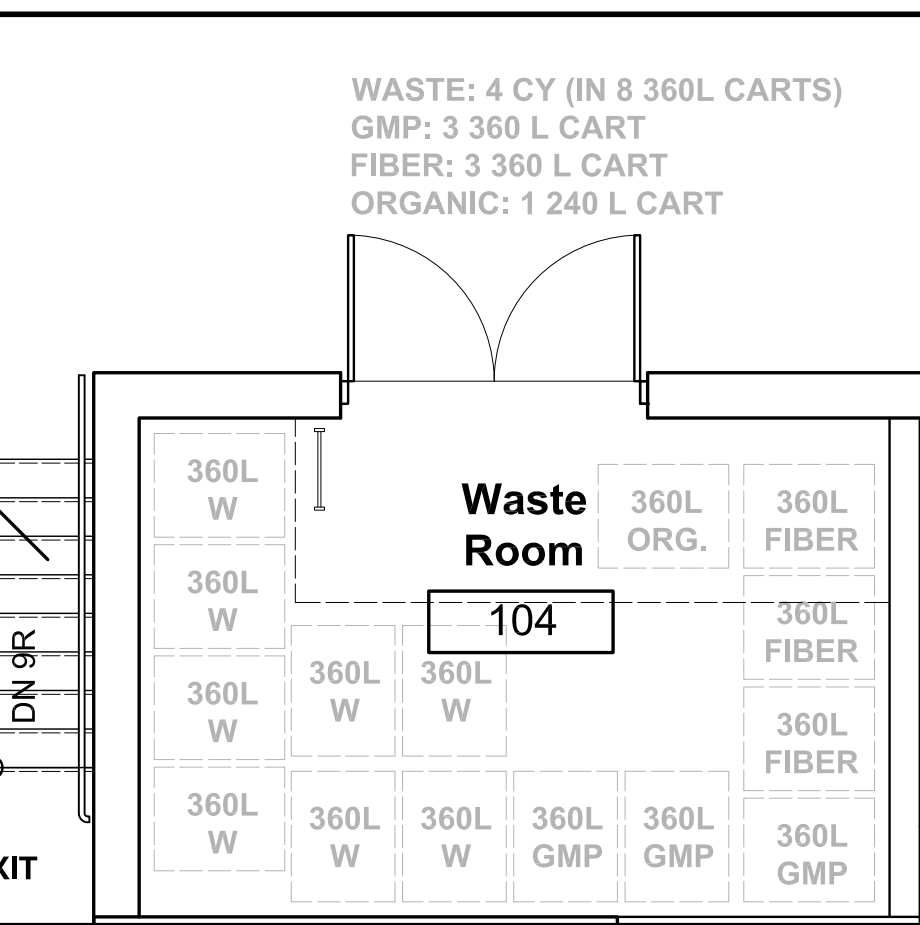 WASTE: 4 CY (IN 8 360L CARTS)
GMP: 3 360 L CART
FIBER: 3 360 L CART
ORGANIC: 1 240 L CART
360L
W
Waste
Room
360L
ORG.
360L
FIBER
360L
W
104
360L
FIBER
DN 9R
360L
W
360L
W
360L
W
360L
FIBER
360L
W
360L
W
360L
W
360L
GMP
360L
GMP
360L
GMP
XIT